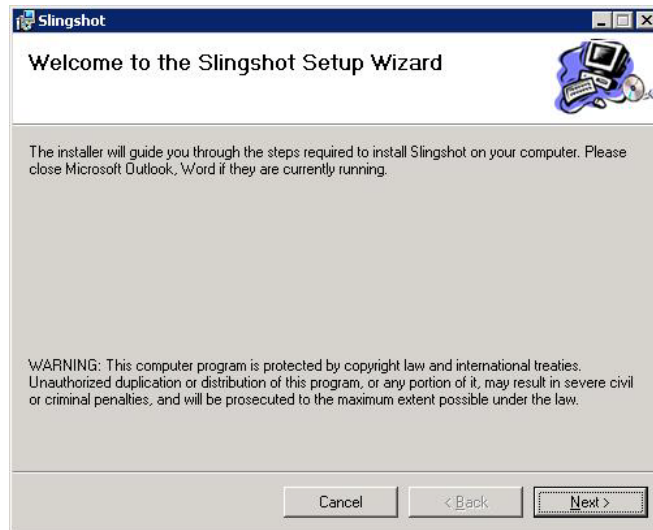 Slingshot
Welcome to the Slingshot Setup Wizard
The installer will guide you through the steps required to install Slingshot on your computer. Please
close Microsoft Outlook, Word if they are currently running.
WARNING: This computer program is protected by copyright law and international treaties.
Unauthorized duplication or distribution of this program, or any portion of it, may result in severe civil
or criminal penalties, and will be prosecuted to the maximum extent possible under the law.
Cancel < Back Next >